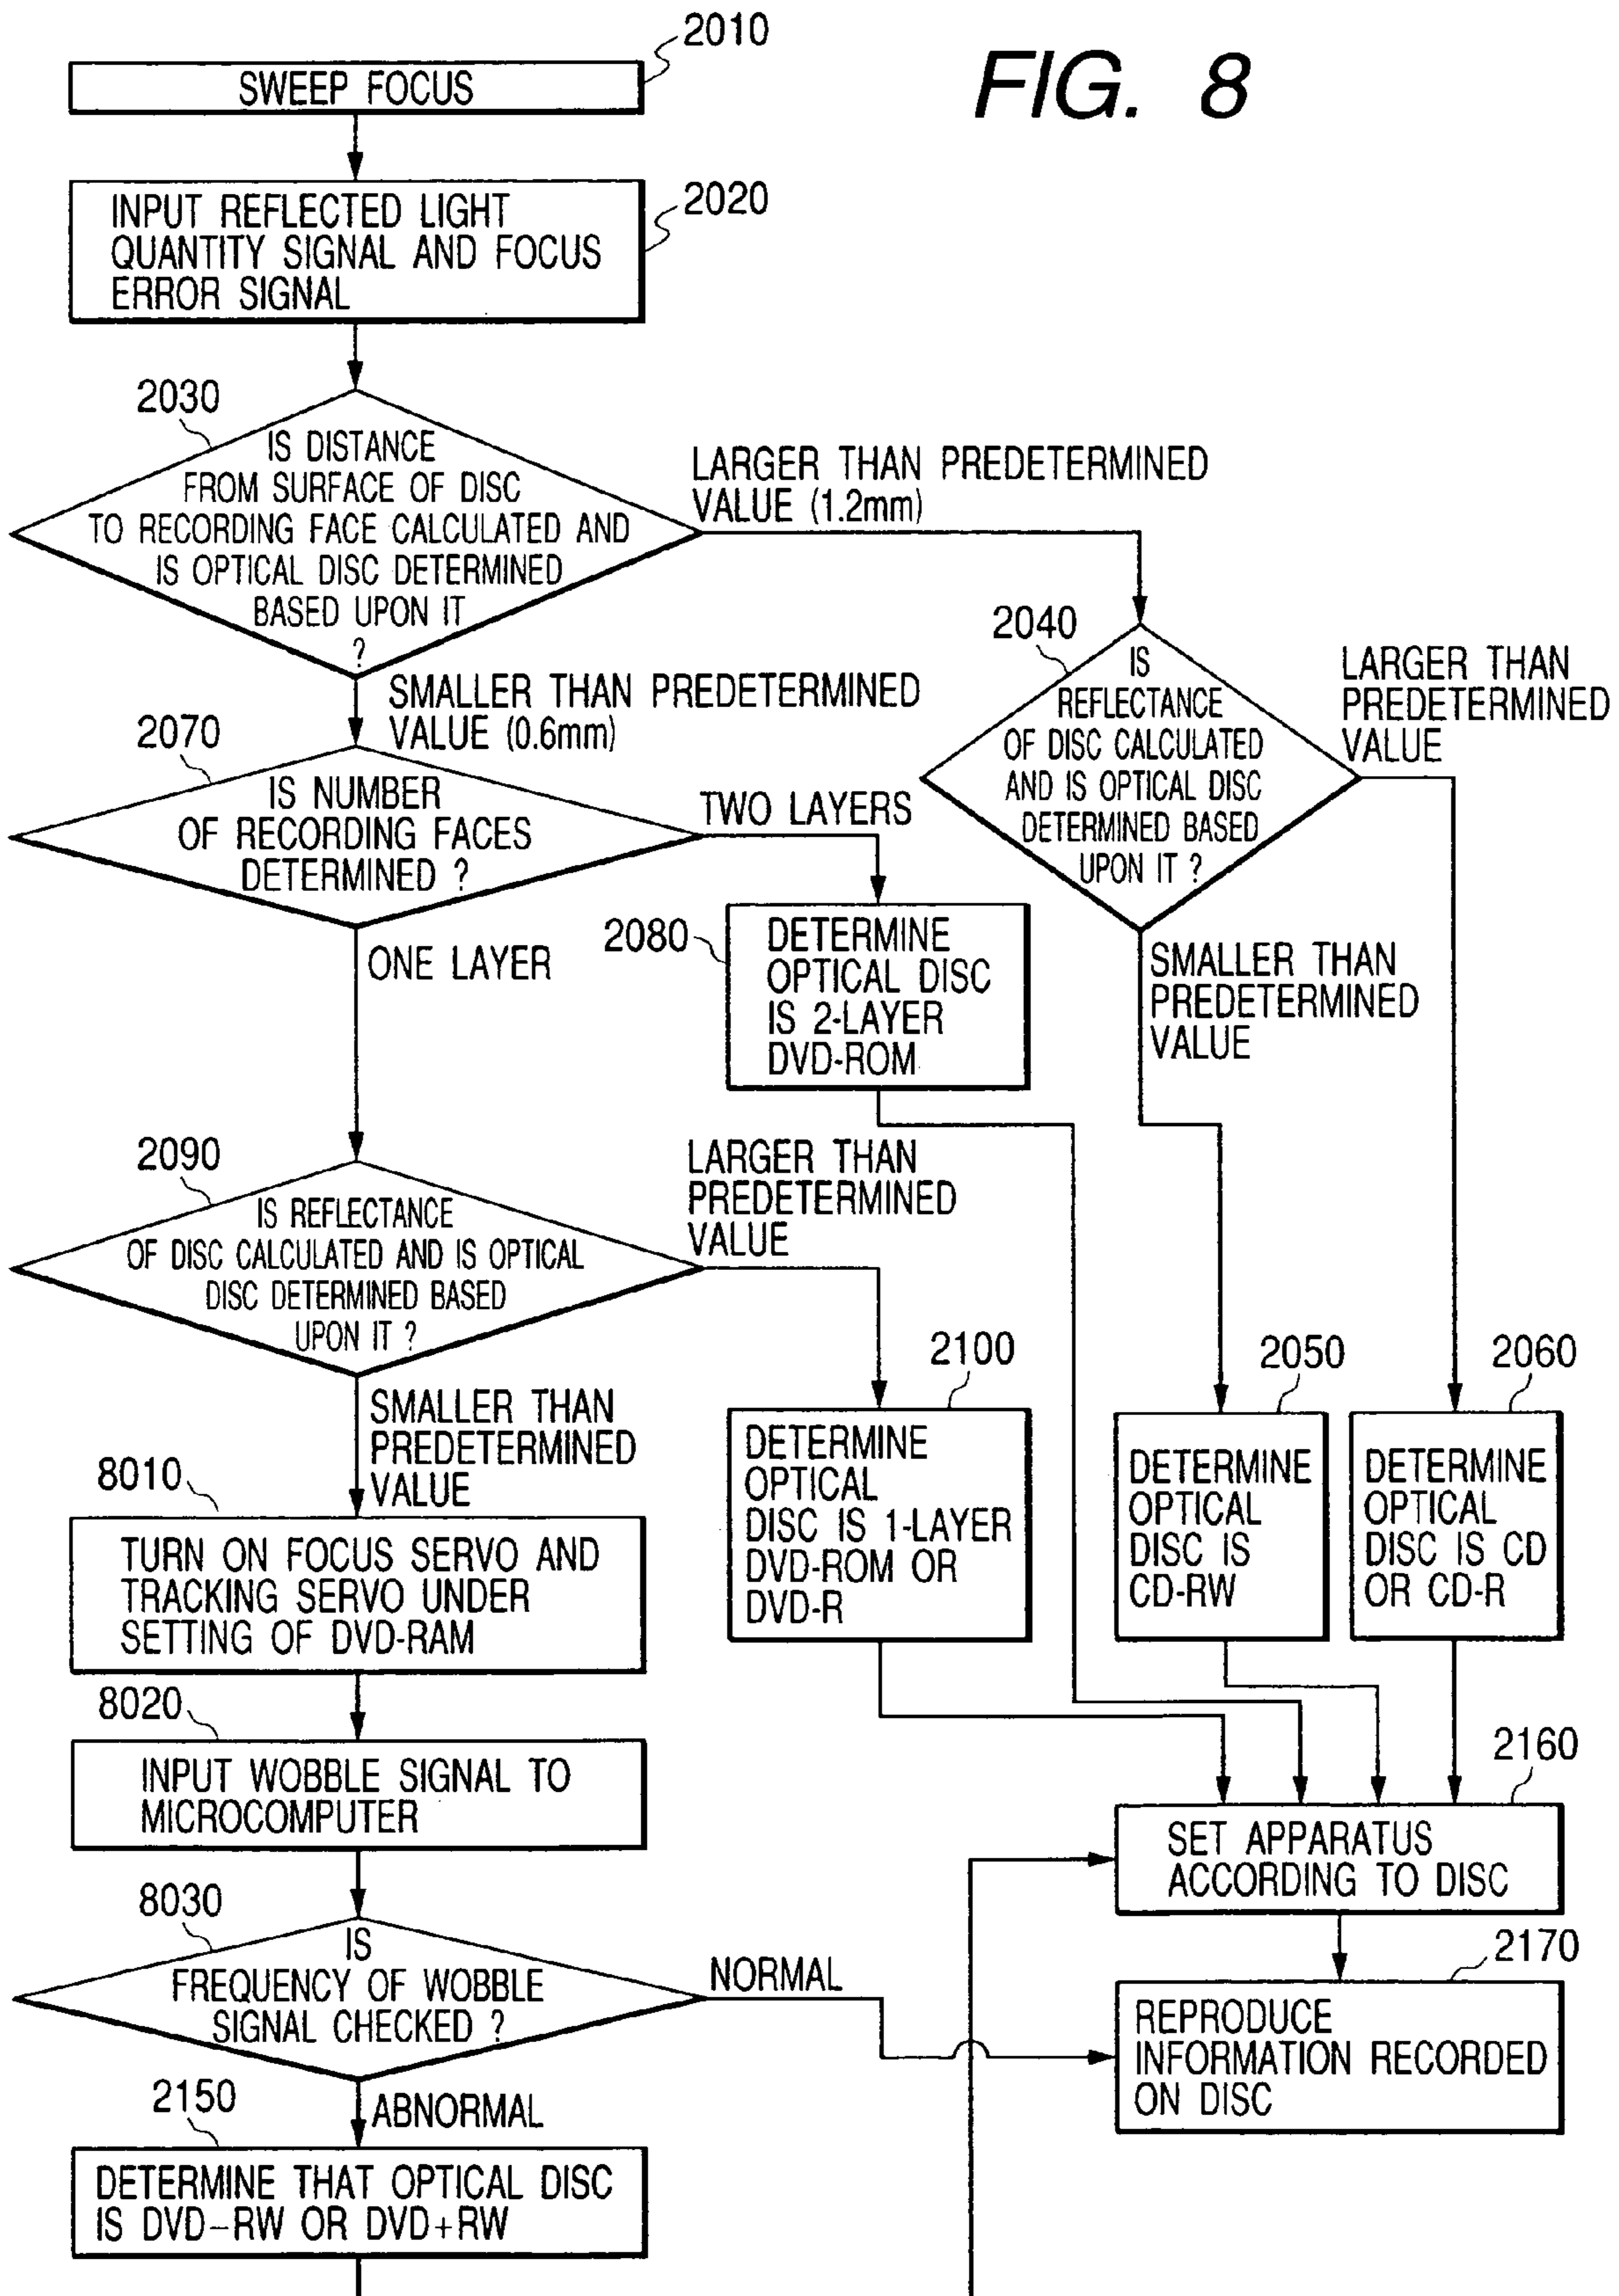 FIG. 8
2010
SWEEP FOCUS
2020
INPUT REFLECTED LIGHT
QUANTITY SIGNAL AND FOCUS
ERROR SIGNAL
2030
IS DISTANCE
FROM SURFACE OF DISC
TO RECORDING FACE CALCULATED AND
IS OPTICAL DISC DETERMINED
BASED UPON IT
?
LARGER THAN PREDETERMINED
VALUE (1.2mm)
SMALLER THAN PREDETERMINED
VALUE (0.6mm)
2040
IS
REFLECTANCE
OF DISC CALCULATED
AND IS OPTICAL DISC
DETERMINED BASED
UPON IT ?
LARGER THAN
PREDETERMINED
VALUE
SMALLER THAN
PREDETERMINED
VALUE
2070
IS NUMBER
OF RECORDING FACES
DETERMINED ?
TWO LAYERS
ONE LAYER
2080
DETERMINE
OPTICAL DISC
IS 2-LAYER
DVD-ROM
2090
IS REFLECTANCE
OF DISC CALCULATED AND IS OPTICAL
DISC DETERMINED BASED
UPON IT ?
LARGER THAN
PREDETERMINED
VALUE
SMALLER THAN
PREDETERMINED
VALUE
2100
DETERMINE
OPTICAL
DISC IS 1-LAYER
DVD-ROM OR
DVD-R
2050
DETERMINE
OPTICAL
DISC IS
CD-RW
2060
DETERMINE
OPTICAL
DISC IS CD
OR CD-R
8010
TURN ON FOCUS SERVO AND
TRACKING SERVO UNDER
SETTING OF DVD-RAM
8020
INPUT WOBBLE SIGNAL TO
MICROCOMPUTER
8030
IS
FREQUENCY OF WOBBLE
SIGNAL CHECKED ?
NORMAL
ABNORMAL
2150
DETERMINE THAT OPTICAL DISC
IS DVD-RW OR DVD+RW
2160
SET APPARATUS
ACCORDING TO DISC
2170
REPRODUCE
INFORMATION RECORDED
ON DISC